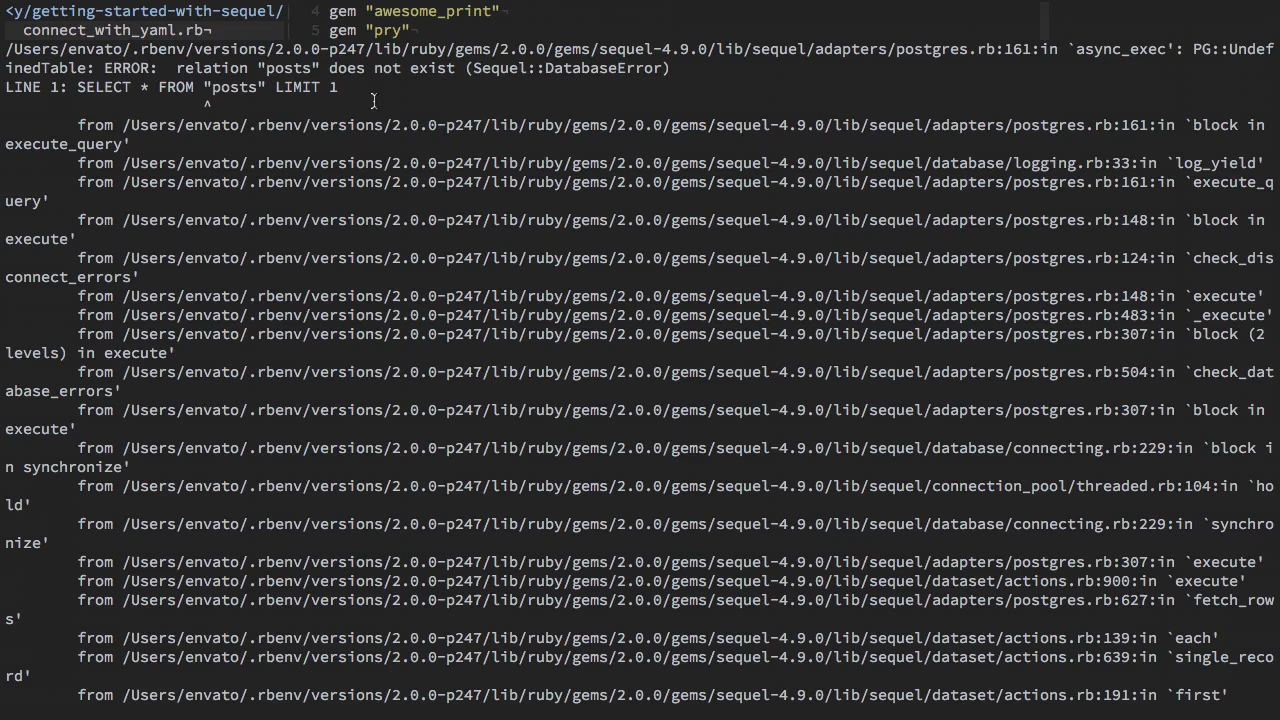 <y/getting-started-with-sequel/ 4 gem "awesome_print"¬
connect_with_yaml.rb¬ 5 gem "pry"¬
/Users/envato/.rbenv/versions/2.0.0-p247/lib/ruby/gems/2.0.0/gems/sequel-4.9.0/lib/sequel/adapters/postgres.rb:161:in `async_exec': PG::Undef
inedTable: ERROR:  relation "posts" does not exist (Sequel::DatabaseError)
LINE 1: SELECT * FROM "posts" LIMIT 1
^
from /Users/envato/.rbenv/versions/2.0.0-p247/lib/ruby/gems/2.0.0/gems/sequel-4.9.0/lib/sequel/adapters/postgres.rb:161:in `block in
execute_query'
from /Users/envato/.rbenv/versions/2.0.0-p247/lib/ruby/gems/2.0.0/gems/sequel-4.9.0/lib/sequel/database/logging.rb:33:in `log_yield'
from /Users/envato/.rbenv/versions/2.0.0-p247/lib/ruby/gems/2.0.0/gems/sequel-4.9.0/lib/sequel/adapters/postgres.rb:161:in `execute_q
uery'
from /Users/envato/.rbenv/versions/2.0.0-p247/lib/ruby/gems/2.0.0/gems/sequel-4.9.0/lib/sequel/adapters/postgres.rb:148:in `block in
execute'
from /Users/envato/.rbenv/versions/2.0.0-p247/lib/ruby/gems/2.0.0/gems/sequel-4.9.0/lib/sequel/adapters/postgres.rb:124:in `check_dis
connect_errors'
from /Users/envato/.rbenv/versions/2.0.0-p247/lib/ruby/gems/2.0.0/gems/sequel-4.9.0/lib/sequel/adapters/postgres.rb:148:in `execute'
from /Users/envato/.rbenv/versions/2.0.0-p247/lib/ruby/gems/2.0.0/gems/sequel-4.9.0/lib/sequel/adapters/postgres.rb:483:in `_execute'
from /Users/envato/.rbenv/versions/2.0.0-p247/lib/ruby/gems/2.0.0/gems/sequel-4.9.0/lib/sequel/adapters/postgres.rb:307:in `block (2
levels) in execute'
from /Users/envato/.rbenv/versions/2.0.0-p247/lib/ruby/gems/2.0.0/gems/sequel-4.9.0/lib/sequel/adapters/postgres.rb:504:in `check_dat
abase_errors'
from /Users/envato/.rbenv/versions/2.0.0-p247/lib/ruby/gems/2.0.0/gems/sequel-4.9.0/lib/sequel/adapters/postgres.rb:307:in `block in
execute'
from /Users/envato/.rbenv/versions/2.0.0-p247/lib/ruby/gems/2.0.0/gems/sequel-4.9.0/lib/sequel/database/connecting.rb:229:in `block i
n synchronize'
from /Users/envato/.rbenv/versions/2.0.0-p247/lib/ruby/gems/2.0.0/gems/sequel-4.9.0/lib/sequel/connection_pool/threaded.rb:104:in `ho
ld'
from /Users/envato/.rbenv/versions/2.0.0-p247/lib/ruby/gems/2.0.0/gems/sequel-4.9.0/lib/sequel/database/connecting.rb:229:in `synchro
nize'
from /Users/envato/.rbenv/versions/2.0.0-p247/lib/ruby/gems/2.0.0/gems/sequel-4.9.0/lib/sequel/adapters/postgres.rb:307:in `execute'
from /Users/envato/.rbenv/versions/2.0.0-p247/lib/ruby/gems/2.0.0/gems/sequel-4.9.0/lib/sequel/dataset/actions.rb:900:in `execute'
from /Users/envato/.rbenv/versions/2.0.0-p247/lib/ruby/gems/2.0.0/gems/sequel-4.9.0/lib/sequel/adapters/postgres.rb:627:in `fetch_row
s'
from /Users/envato/.rbenv/versions/2.0.0-p247/lib/ruby/gems/2.0.0/gems/sequel-4.9.0/lib/sequel/dataset/actions.rb:139:in `each'
from /Users/envato/.rbenv/versions/2.0.0-p247/lib/ruby/gems/2.0.0/gems/sequel-4.9.0/lib/sequel/dataset/actions.rb:639:in `single_reco
rd'
from /Users/envato/.rbenv/versions/2.0.0-p247/lib/ruby/gems/2.0.0/gems/sequel-4.9.0/lib/sequel/dataset/actions.rb:191:in `first'